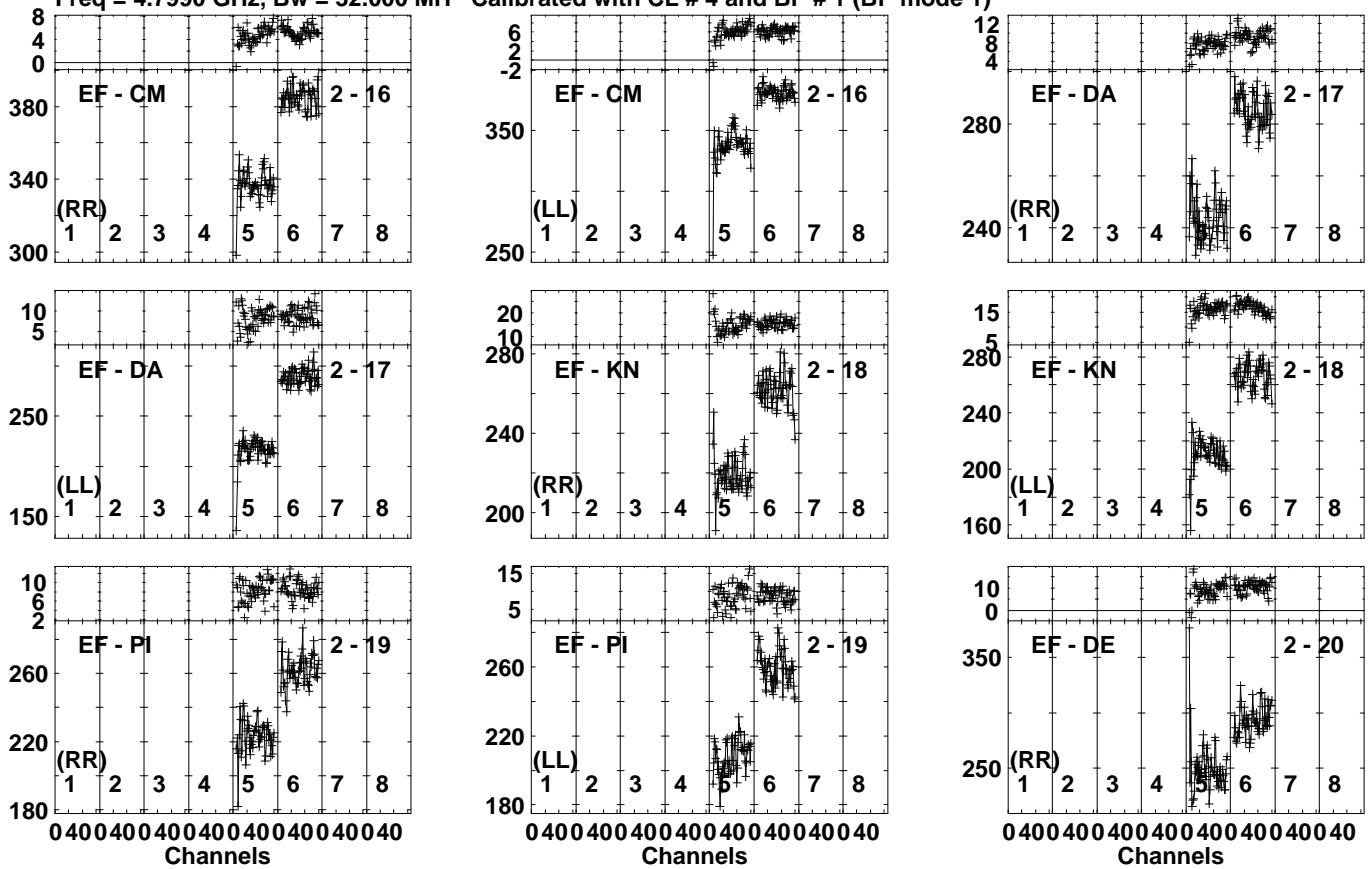 Freq = 4.7990 GHz, Bw = 32.000 MH Calibrated with CL # 4 and BP # 1 (BP mode 1)
8
4
0
EF - CM 2 - 16
380
340
300
(RR)
1 2 3 4 5 6 7 8
6
2
-2
EF - CM 2 - 16
350
250
(LL)
1 2 3 4 5 6 7 8
12
8
4
EF - DA 2 - 17
280
240
(RR)
1 2 3 4 5 6 7 8
10
5
EF - DA 2 - 17
250
150
(LL)
1 2 3 4 5 6 7 8
20
10
280
EF - KN 2 - 18
240
200
(RR)
1 2 3 4 5 6 7 8
15
5
280
EF - KN 2 - 18
240
200
160
(LL)
1 2 3 4 5 6 7 8
10
6
2
EF - PI 2 - 19
260
220
180
(RR)
1 2 3 4 5 6 7 8
15
5
EF - PI 2 - 19
260
220
180
(LL)
1 2 3 4 5 6 7 8
10
0
EF - DE 2 - 20
350
250
(RR)
1 2 3 4 5 6 7 8
0 40 0 40 0 40 0 40 0 40 0 40 0 40 0 40
Channels
0 40 0 40 0 40 0 40 0 40 0 40 0 40 0 40
Channels
0 40 0 40 0 40 0 40 0 40 0 40 0 40 0 40
Channels